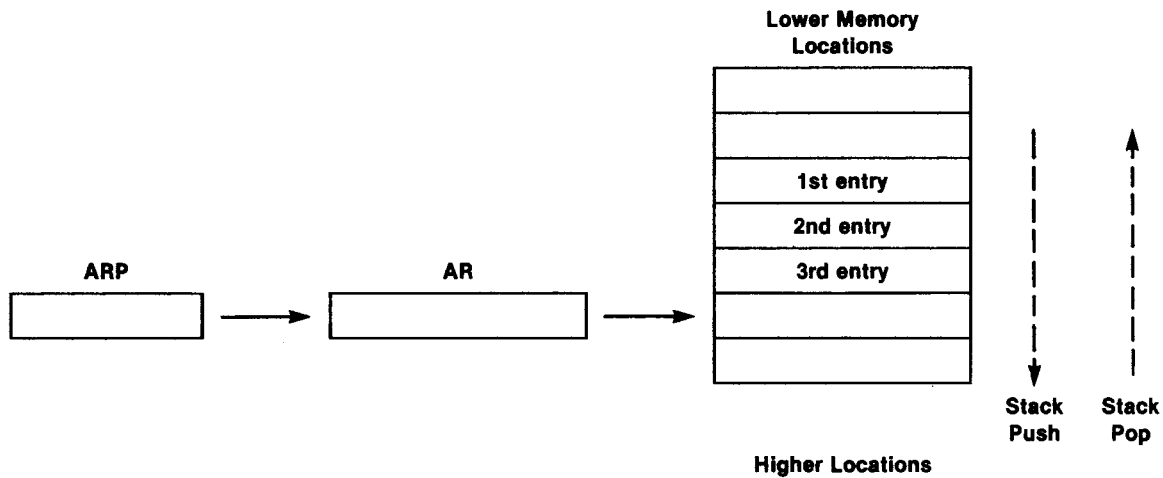 Lower Memory
Locations
1st entry
2nd entry
ARP
AR
3rd entry
Stack
Push
Stack
Pop
Higher Locations